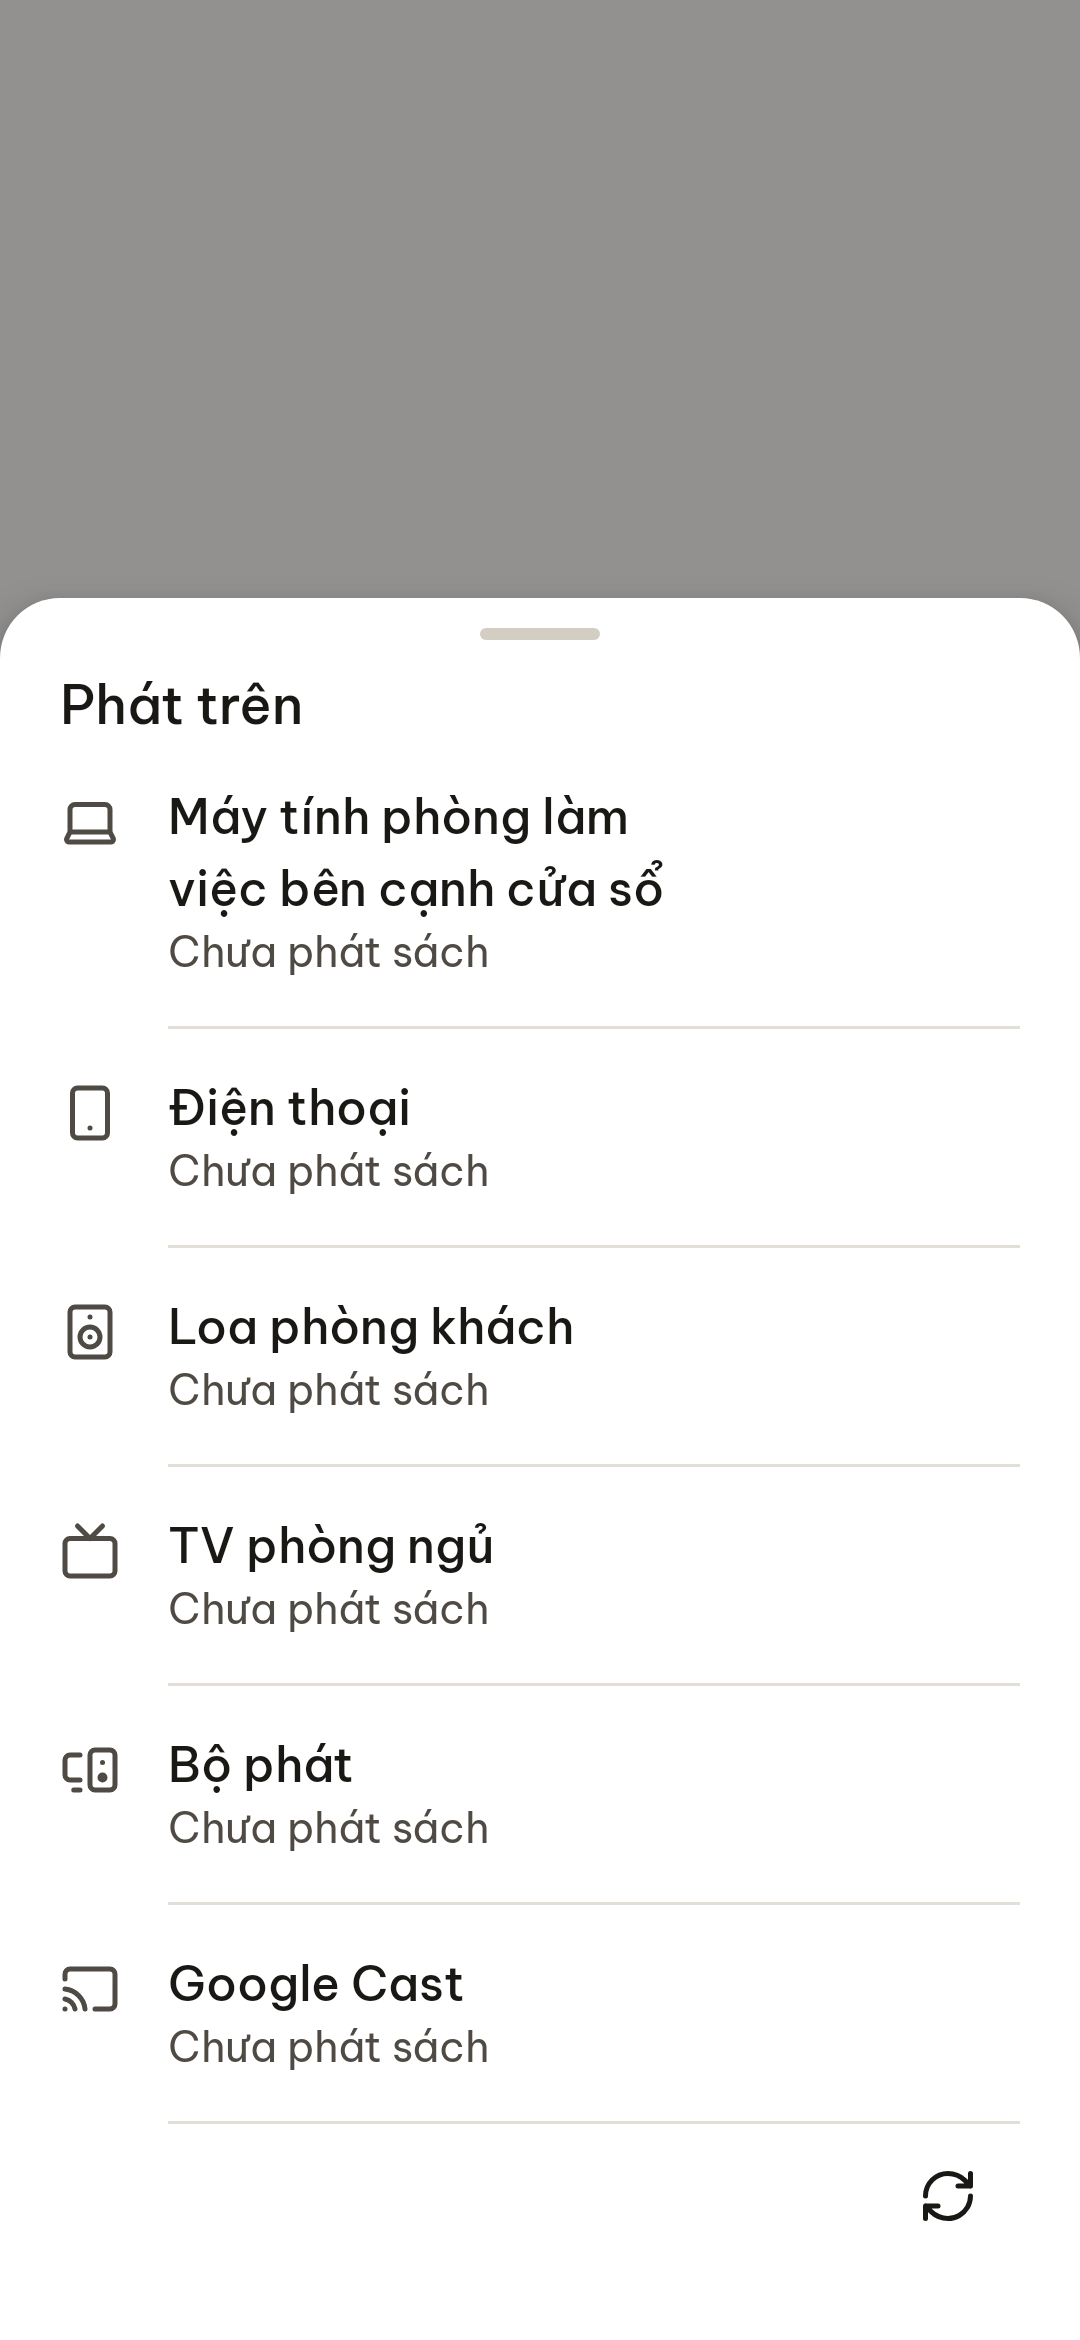 Phát trên
Máy tính phòng làm
việc bên cạnh cửa sổ
Chưa phát sách
Điện thoại
Chưa phát sách
Loa phòng khách
Chưa phát sách
TV phòng ngủ
Chưa phát sách
Bộ phát
Chưa phát sách
Google Cast
Chưa phát sách